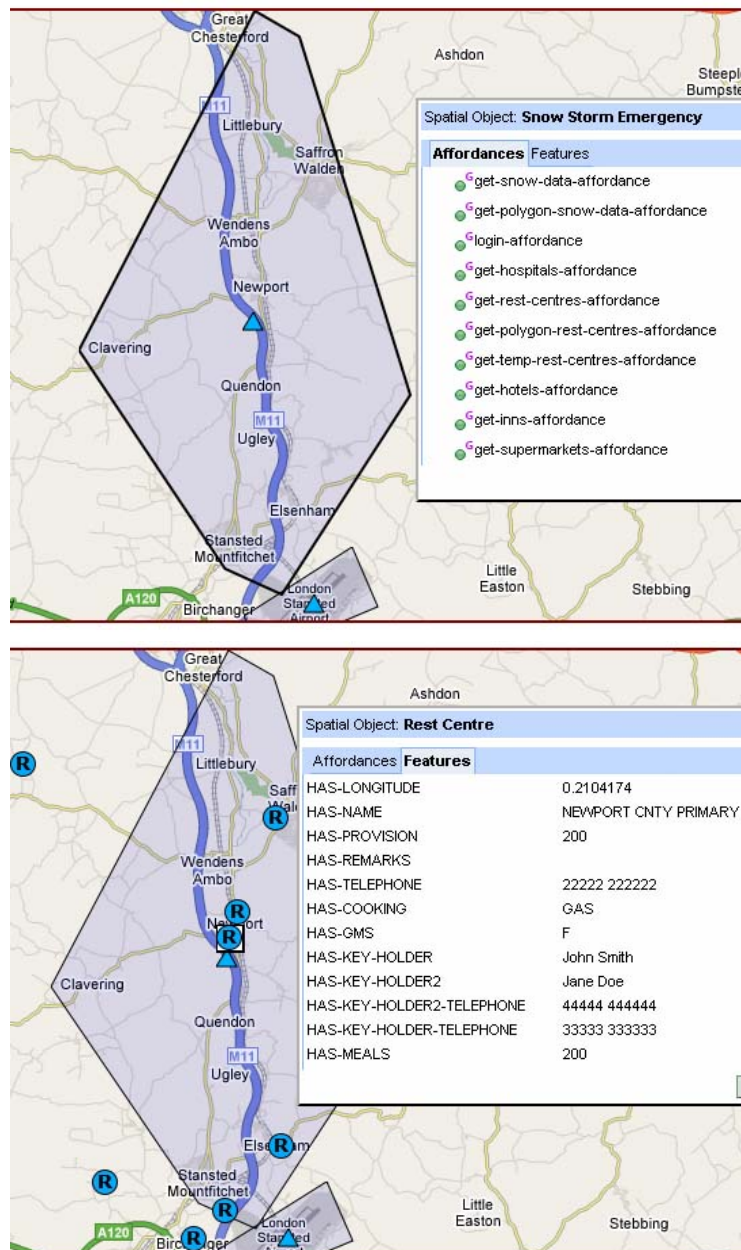 Great
Chesterford
Ashdon
Steepl
Bumpste
M11
Littlebury
Saffron
Walden
Wendens
Ambo
Newport
Clavering
Quendon
M11
Ugley
Elsenham
Stansted
Mountfitchet
Little
Easton
Stebbing
A120
Birchanger
London
Stansted
Airport
Spatial Object: Snow Storm Emergency
Affordances Features
G get-snow-data-affordance
G get-polygon-snow-data-affordance
G login-affordance
G get-hospitals-affordance
G get-rest-centres-affordance
G get-polygon-rest-centres-affordance
G get-temp-rest-centres-affordance
G get-hotels-affordance
G get-inns-affordance
G get-supermarkets-affordance
Great
Chesterford
Ashdon
M11
Littlebury
R
Saff
Wald
R
Wendens
Ambo
R
Newport
R
Clavering
Quendon
M11
Ugley
Elsenham
R
Stansted
Mountfitchet
R
R
Little
Easton
Stebbing
A120
Birchanger
R
London
Stansted
Spatial Object: Rest Centre
Affordances Features
HAS-LONGITUDE 0.2104174
HAS-NAME NEWPORT CNTY PRIMARY
HAS-PROVISION 200
HAS-REMARKS
HAS-TELEPHONE 22222 222222
HAS-COOKING GAS
HAS-GMS F
HAS-KEY-HOLDER John Smith
HAS-KEY-HOLDER2 Jane Doe
HAS-KEY-HOLDER2-TELEPHONE 44444 444444
HAS-KEY-HOLDER-TELEPHONE 33333 333333
HAS-MEALS 200